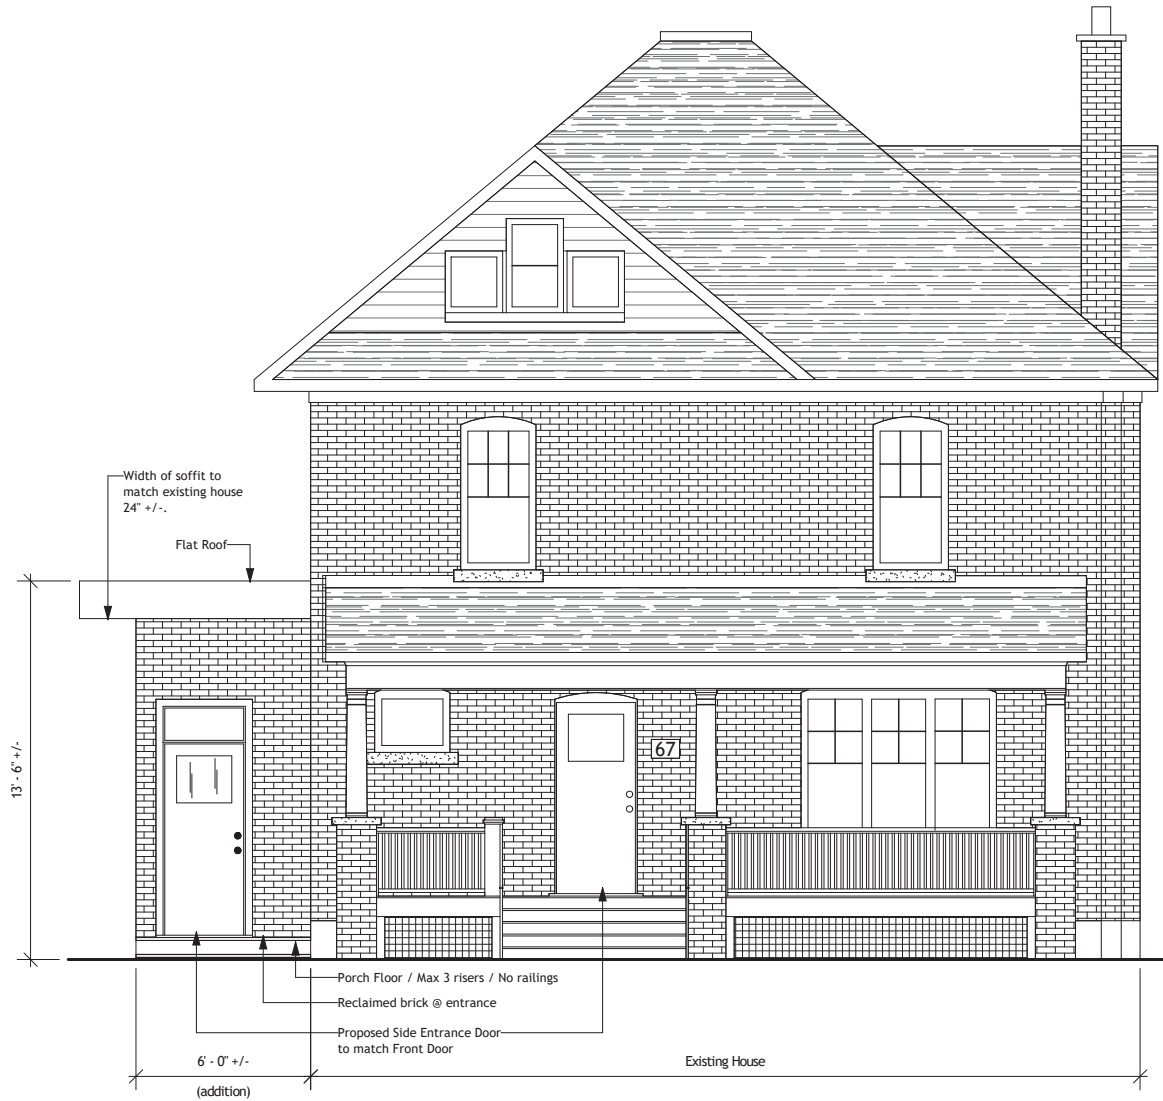 Width of soffit to
match existing house
24" +/-.
Flat Roof
13' - 6" +/-
67
Porch Floor / Max 3 risers / No railings
Reclaimed brick @ entrance
Proposed Side Entrance Door
to match Front Door
6' - 0" +/-
(addition)
Existing House